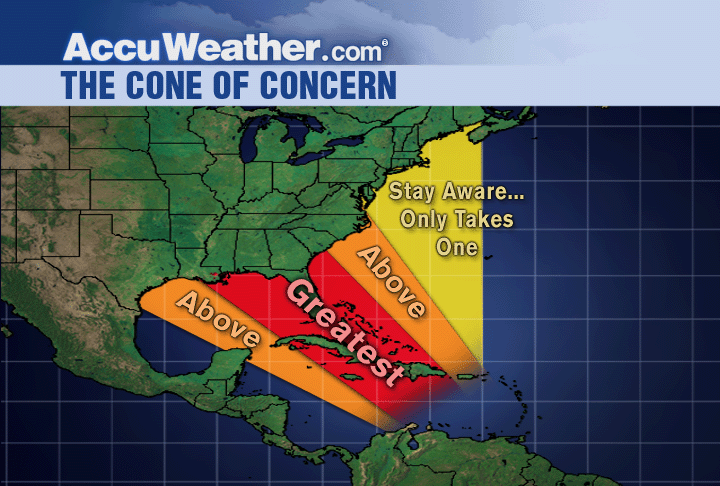 AccuWeather.com®
THE CONE OF CONCERN
Stay Aware...
Only Takes
One
Above
Above
Greatest